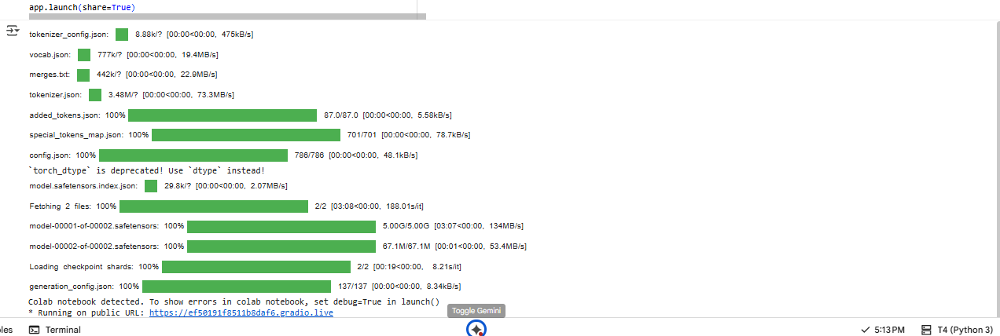 app.launch(share=True)
tokenizer_config.json: 8.88k/? [00:00<00:00, 475kB/s]
vocab.json: 777k/? [00:00<00:00, 19.4MB/s]
merges.txt: 442k/? [00:00<00:00, 22.9MB/s]
tokenizer.json: 3.48M/? [00:00<00:00, 73.3MB/s]
added_tokens.json: 100% 87.0/87.0 [00:00<00:00, 5.58kB/s]
special_tokens_map.json: 100% 701/701 [00:00<00:00, 78.7kB/s]
config.json: 100% 786/786 [00:00<00:00, 48.1kB/s]
`torch_dtype` is deprecated! Use `dtype` instead!
model.safetensors.index.json: 29.8k/? [00:00<00:00, 2.07MB/s]
Fetching 2 files: 100% 2/2 [03:08<00:00, 188.01s/it]
model-00001-of-00002.safetensors: 100% 5.00G/5.00G [03:07<00:00, 134MB/s]
model-00002-of-00002.safetensors: 100% 67.1M/67.1M [00:01<00:00, 53.4MB/s]
Loading checkpoint shards: 100% 2/2 [00:19<00:00, 8.21s/it]
generation_config.json: 100% 137/137 [00:00<00:00, 8.34kB/s]
Colab notebook detected. To show errors in colab notebook, set debug=True in launch()
* Running on public URL: https://ef50191f8511b8daf6.gradio.live
Toggle Gemini
les Terminal 5:13 PM T4 (Python 3)